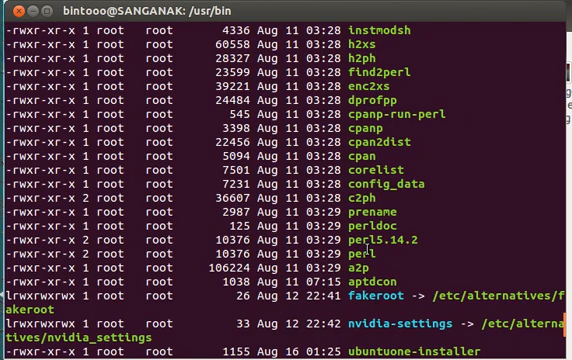 bintooo@SANGANAK: /usr/bin
-rwxr-xr-x 1 root root 4336 Aug 11 03:28 instmodsh
-rwxr-xr-x 1 root root 60558 Aug 11 03:28 h2xs
-rwxr-xr-x 1 root root 28327 Aug 11 03:28 h2ph
-rwxr-xr-x 1 root root 23599 Aug 11 03:28 find2perl
-rwxr-xr-x 1 root root 39221 Aug 11 03:28 enc2xs
-rwxr-xr-x 1 root root 24484 Aug 11 03:28 dprofpp
-rwxr-xr-x 1 root root 545 Aug 11 03:28 cpanp-run-perl
-rwxr-xr-x 1 root root 3398 Aug 11 03:28 cpanp
-rwxr-xr-x 1 root root 22456 Aug 11 03:28 cpan2dist
-rwxr-xr-x 1 root root 5094 Aug 11 03:28 cpan
-rwxr-xr-x 1 root root 7501 Aug 11 03:28 corelist
-rwxr-xr-x 1 root root 7231 Aug 11 03:28 config_data
-rwxr-xr-x 2 root root 36607 Aug 11 03:28 c2ph
-rwxr-xr-x 1 root root 2987 Aug 11 03:29 prename
-rwxr-xr-x 1 root root 125 Aug 11 03:29 perldoc
-rwxr-xr-x 2 root root 10376 Aug 11 03:29 perl5.14.2
-rwxr-xr-x 2 root root 10376 Aug 11 03:29 perl
-rwxr-xr-x 1 root root 106224 Aug 11 03:29 a2p
-rwxr-xr-x 1 root root 1038 Aug 11 07:15 aptdcon
lrwxrwxrwx 1 root root 26 Aug 12 22:41 fakeroot -> /etc/alternatives/f
akeroot
lrwxrwxrwx 1 root root 33 Aug 12 22:42 nvidia-settings -> /etc/alterna
tives/nvidia_settings
-rwxr-xr-x 1 root root 1155 Aug 16 01:25 ubuntuone-installer